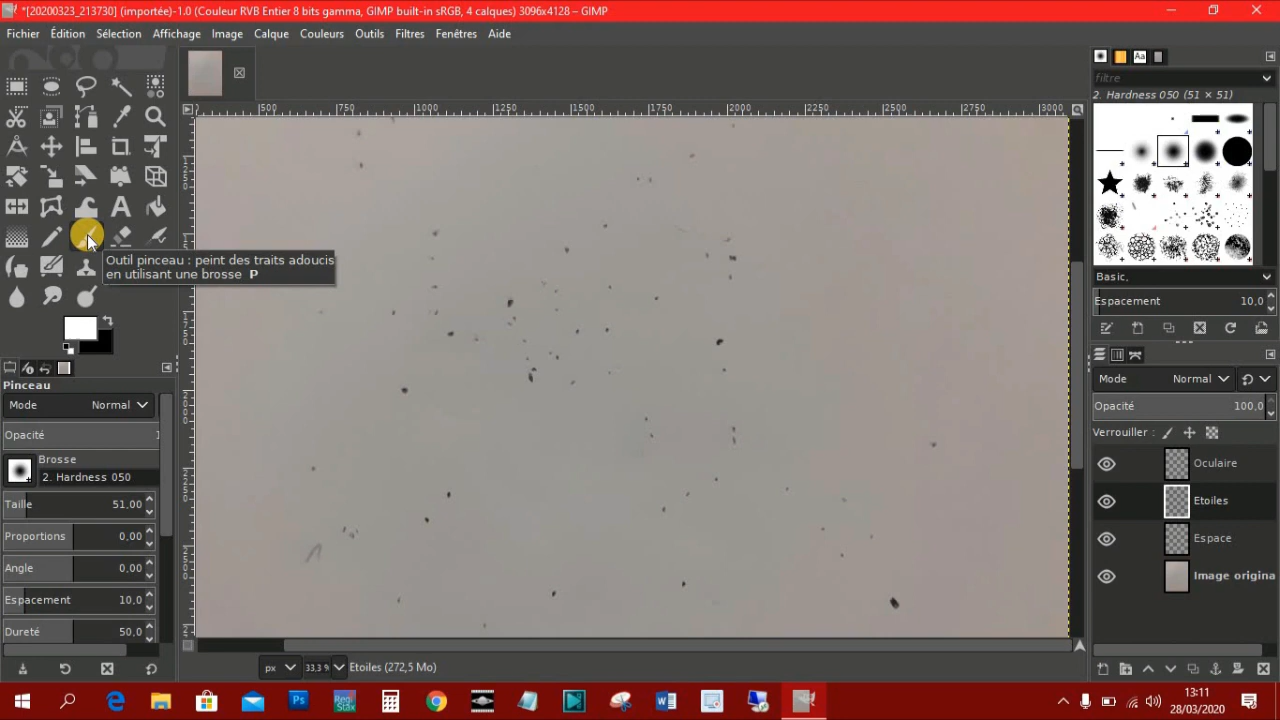 *[20200323_213730] (importée)-1.0 (Couleur RVB Entier 8 bits gamma, GIMP built-in sRGB, 4 calques) 3096x4128 – GIMP
Fichier Édition Sélection Affichage Image Calque Couleurs Outils Filtres Fenêtres Aide
filtre
2. Hardness 050 (51 × 51)
500 750 1000 1250 1500 1750 2000 2250 2500 2750 3000
Outil pinceau : peint des traits adoucis
en utilisant une brosse P
Basic,
Espacement 10,0
Pinceau
Mode Normal
Opacité 1
Brosse
2. Hardness 050
Taille 51,00
Proportions 0,00
Angle 0,00
Espacement 10,0
Dureté 50,0
Mode Normal
Opacité 100,0
Verrouiller :
Oculaire
Etoiles
Espace
Image origina
px 33,3 % Etoiles (272,5 Mo)
Ps
Regi
Stax
13:11
28/03/2020